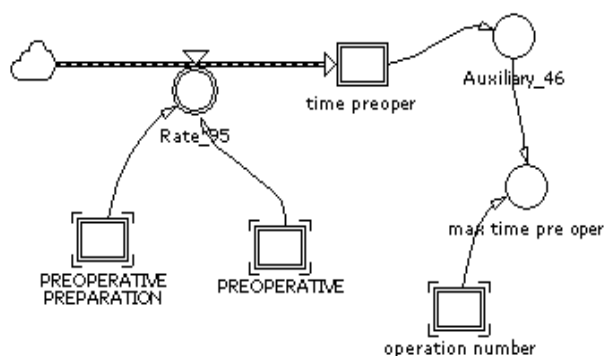 time preoper
Auxiliary_46
Rate_95
max time pre oper
PREOPERATIVE
PREPARATION
PREOPERATIVE
operation number